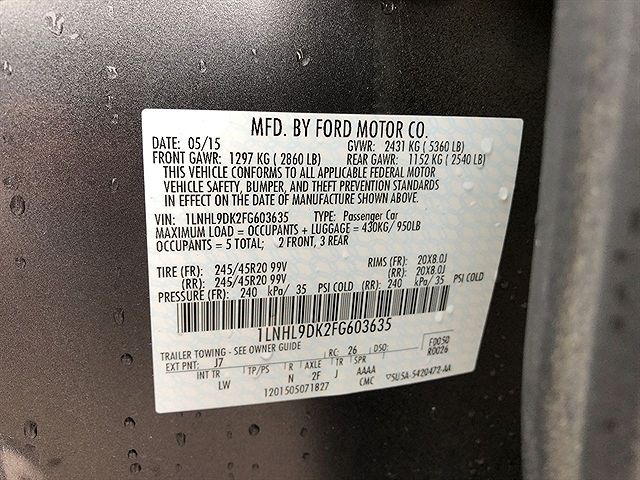 MFD. BY FORD MOTOR CO.
DATE: 05/15 GVWR: 2431 KG ( 5360 LB)
FRONT GAWR: 1297 KG ( 2860 LB) REAR GAWR: 1152 KG ( 2540 LB)
THIS VEHICLE CONFORMS TO ALL APPLICABLE FEDERAL MOTOR
VEHICLE SAFETY, BUMPER, AND THEFT PREVENTION STANDARDS
IN EFFECT ON THE DATE OF MANUFACTURE SHOWN ABOVE.
VIN: 1LNHL9DK2FG603635 TYPE: Passenger Car
MAXIMUM LOAD = OCCUPANTS + LUGGAGE = 430KG/ 950LB
OCCUPANTS = 5 TOTAL; 2 FRONT, 3 REAR
TIRE (FR): 245/45R20 99V RIMS (FR): 20X8.0J
(RR): 245/45R20 99V (RR): 20X8.0J
PRESSURE (FR): 240 kPa/ 35 PSI COLD (RR): 240 kPa/ 35 PSI COLD
1LNHL9DK2FG603635
TRAILER TOWING - SEE OWNER GUIDE
EXT PNT: J7 RC: 26 DSO: F0050
INT TR TP/PS R AXLE TR SPR R0026
LW N 2F J AAAA
1201505071827 CMC ▽SUSA-5420472-AA